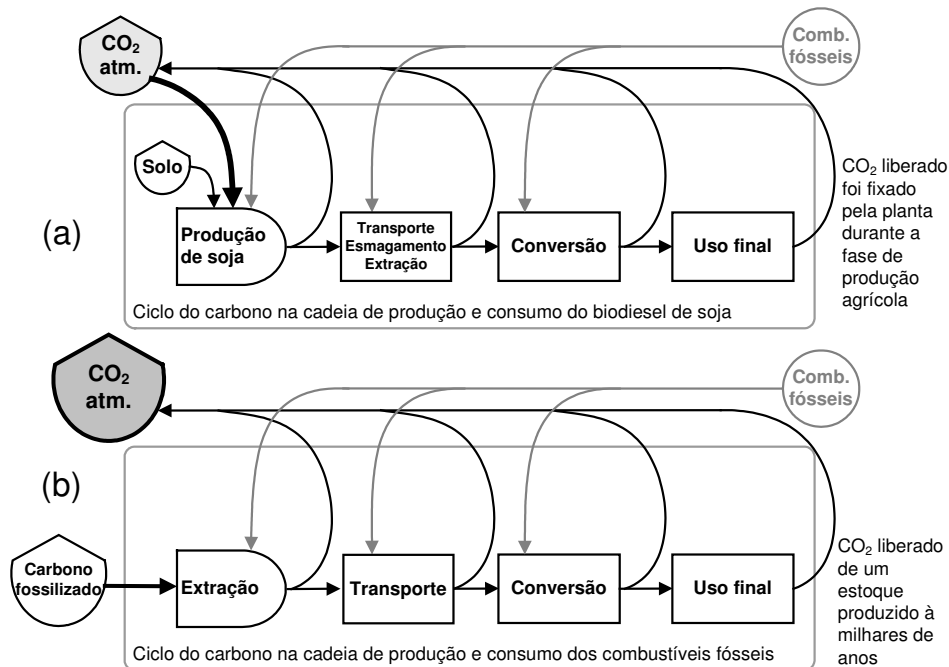 CO2
atm.
Comb.
fósseis
Solo
(a)
Produção
de soja
Transporte
Esmagamento
Extração
Conversão
Uso final
CO2 liberado
foi fixado
pela planta
durante a
fase de
produção
agrícola
Ciclo do carbono na cadeia de produção e consumo do biodiesel de soja
CO2
atm.
Comb.
fósseis
(b)
Carbono
fossilizado
Extração
Transporte
Conversão
Uso final
CO2 liberado
de um
estoque
produzido à
milhares de
anos
Ciclo do carbono na cadeia de produção e consumo dos combustíveis fósseis